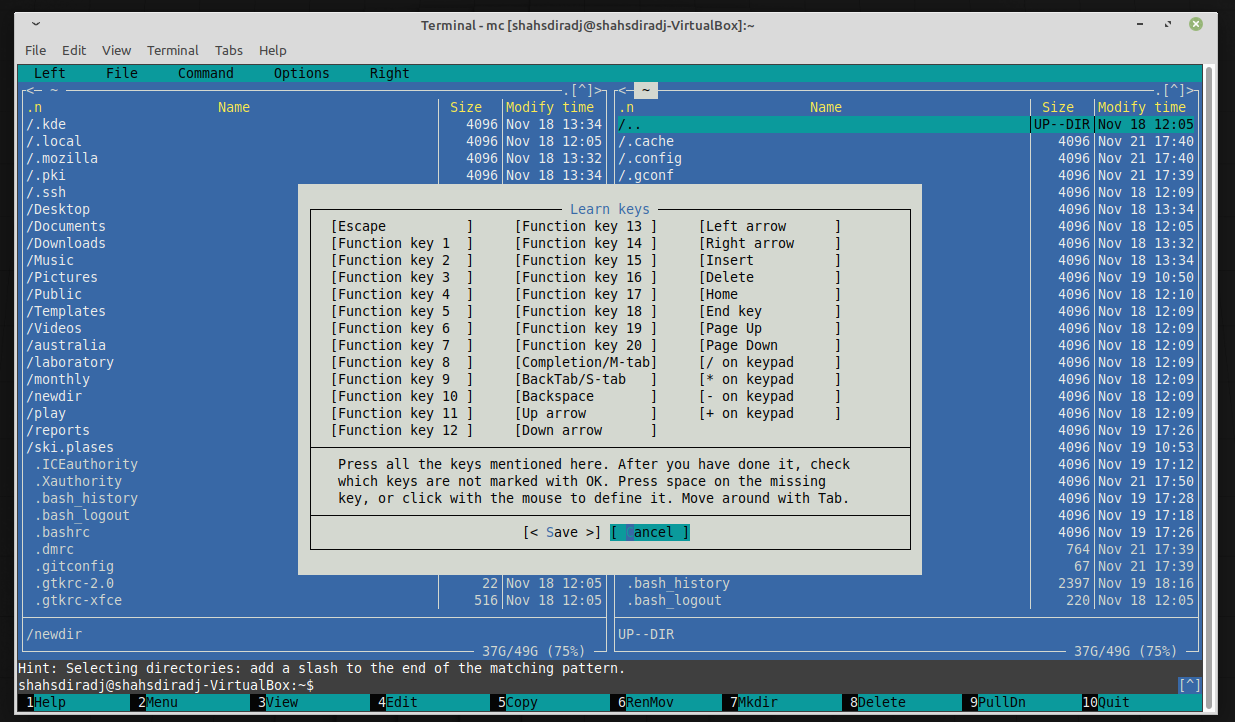 Terminal - mc [shahsdiradj@shahsdiradj-VirtualBox]:~
File Edit View Terminal Tabs Help
Left File Command Options Right
<─ ~ .[^]> <─ ~ .[^]>
.n Name Size Modify time .n Name Size Modify time
/.kde 4096 Nov 18 13:34 /.. UP--DIR Nov 18 12:05
/.local 4096 Nov 18 12:05 /.cache 4096 Nov 21 17:40
/.mozilla 4096 Nov 18 13:32 /.config 4096 Nov 21 17:40
/.pki 4096 Nov 18 13:34 /.gconf 4096 Nov 21 17:39
/.ssh 4096 Nov 18 12:09
/Desktop Learn keys 4096 Nov 18 13:34
/Documents [Escape ] [Function key 13 ] [Left arrow ] 4096 Nov 18 12:05
/Downloads [Function key 1 ] [Function key 14 ] [Right arrow ] 4096 Nov 18 13:32
/Music [Function key 2 ] [Function key 15 ] [Insert ] 4096 Nov 18 13:34
/Pictures [Function key 3 ] [Function key 16 ] [Delete ] 4096 Nov 19 10:50
/Public [Function key 4 ] [Function key 17 ] [Home ] 4096 Nov 18 12:10
/Templates [Function key 5 ] [Function key 18 ] [End key ] 4096 Nov 18 12:09
/Videos [Function key 6 ] [Function key 19 ] [Page Up ] 4096 Nov 18 12:09
/australia [Function key 7 ] [Function key 20 ] [Page Down ] 4096 Nov 18 12:09
/laboratory [Function key 8 ] [Completion/M-tab] [/ on keypad ] 4096 Nov 18 12:09
/monthly [Function key 9 ] [BackTab/S-tab ] [* on keypad ] 4096 Nov 18 12:09
/newdir [Function key 10 ] [Backspace ] [- on keypad ] 4096 Nov 18 12:09
/play [Function key 11 ] [Up arrow ] [+ on keypad ] 4096 Nov 18 12:09
/reports [Function key 12 ] [Down arrow ] 4096 Nov 19 17:26
/ski.plases 4096 Nov 19 10:53
.ICEauthority Press all the keys mentioned here. After you have done it, check 4096 Nov 19 17:12
.Xauthority which keys are not marked with OK. Press space on the missing 4096 Nov 21 17:50
.bash_history key, or click with the mouse to define it. Move around with Tab. 4096 Nov 19 17:28
.bash_logout 4096 Nov 19 17:18
.bashrc [< Save >] [ Cancel ] 4096 Nov 19 17:26
.dmrc 764 Nov 21 17:39
.gitconfig 67 Nov 21 17:39
.gtkrc-2.0 22 Nov 18 12:05 .bash_history 2397 Nov 19 18:16
.gtkrc-xfce 516 Nov 18 12:05 .bash_logout 220 Nov 18 12:05
/newdir UP--DIR
37G/49G (75%) 37G/49G (75%)
Hint: Selecting directories: add a slash to the end of the matching pattern.
shahsdiradj@shahsdiradj-VirtualBox:~$ [^]
1Help 2Menu 3View 4Edit 5Copy 6RenMov 7Mkdir 8Delete 9PullDn 10Quit